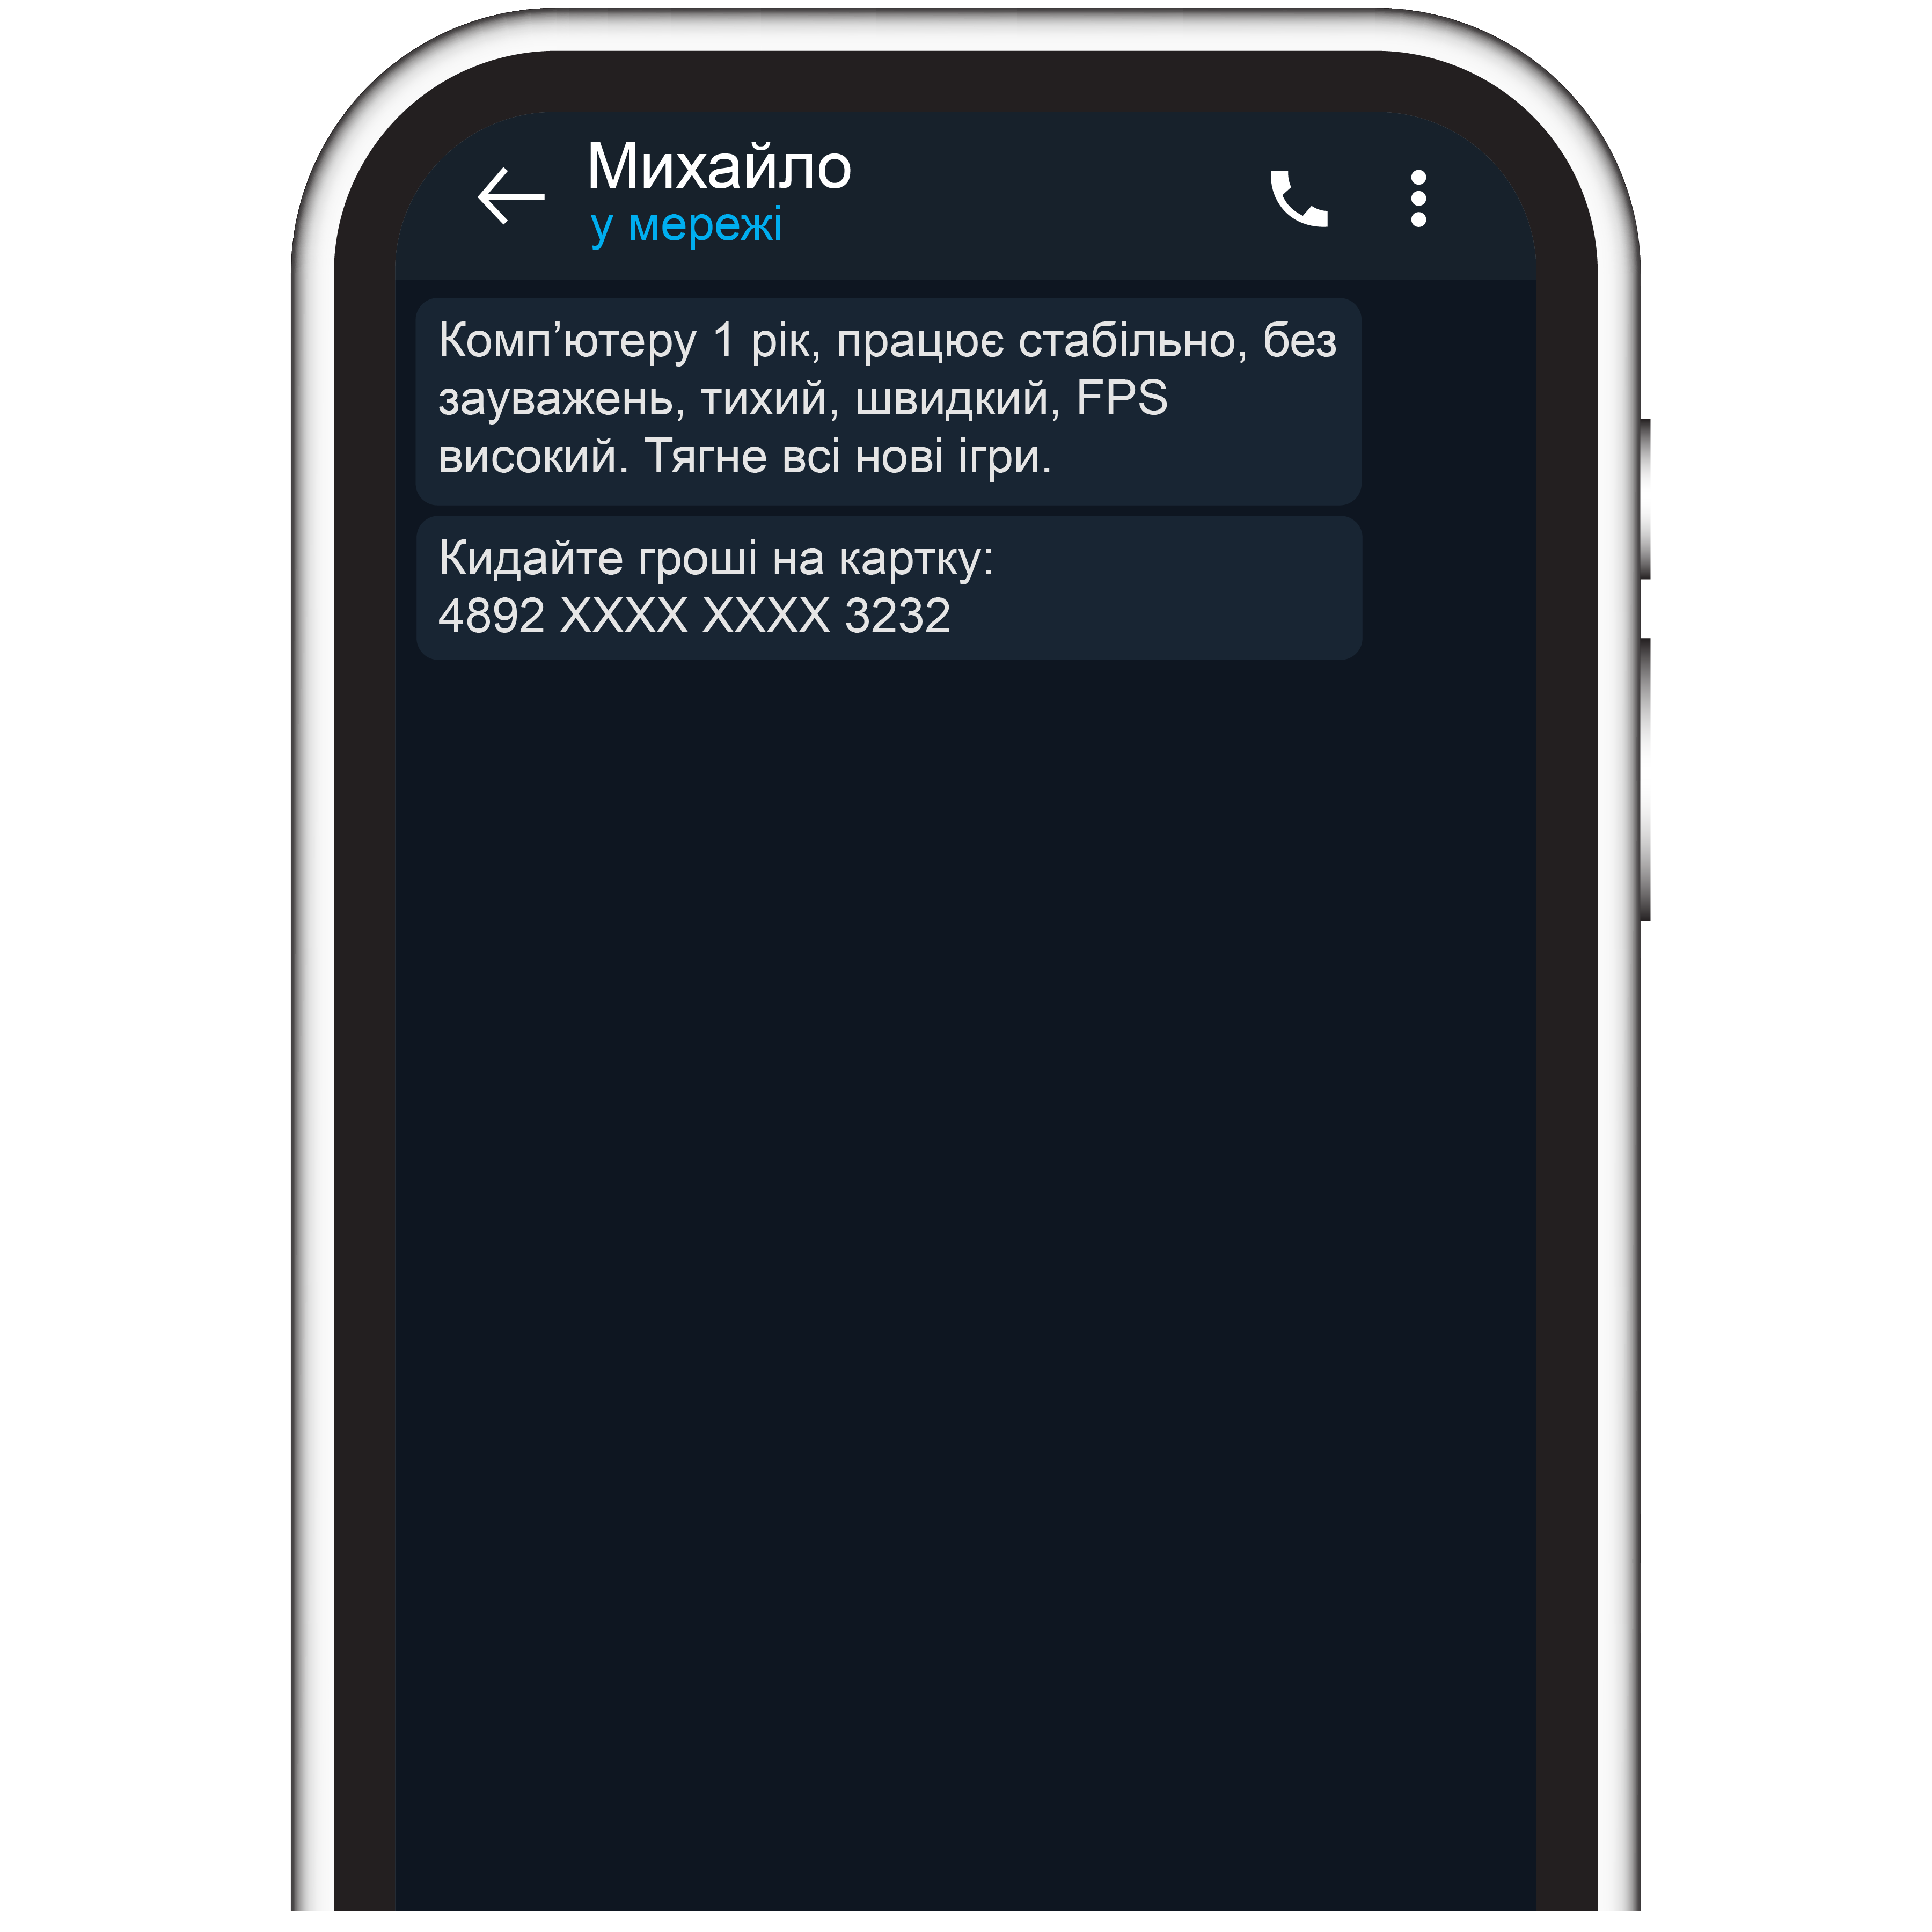 Михайло
у мережі
Комп’ютеру 1 рік, працює стабільно, без
зауважень, тихий, швидкий, FPS
високий. Тягне всі нові ігри.
Кидайте гроші на картку:
4892 XXXX XXXX 3232